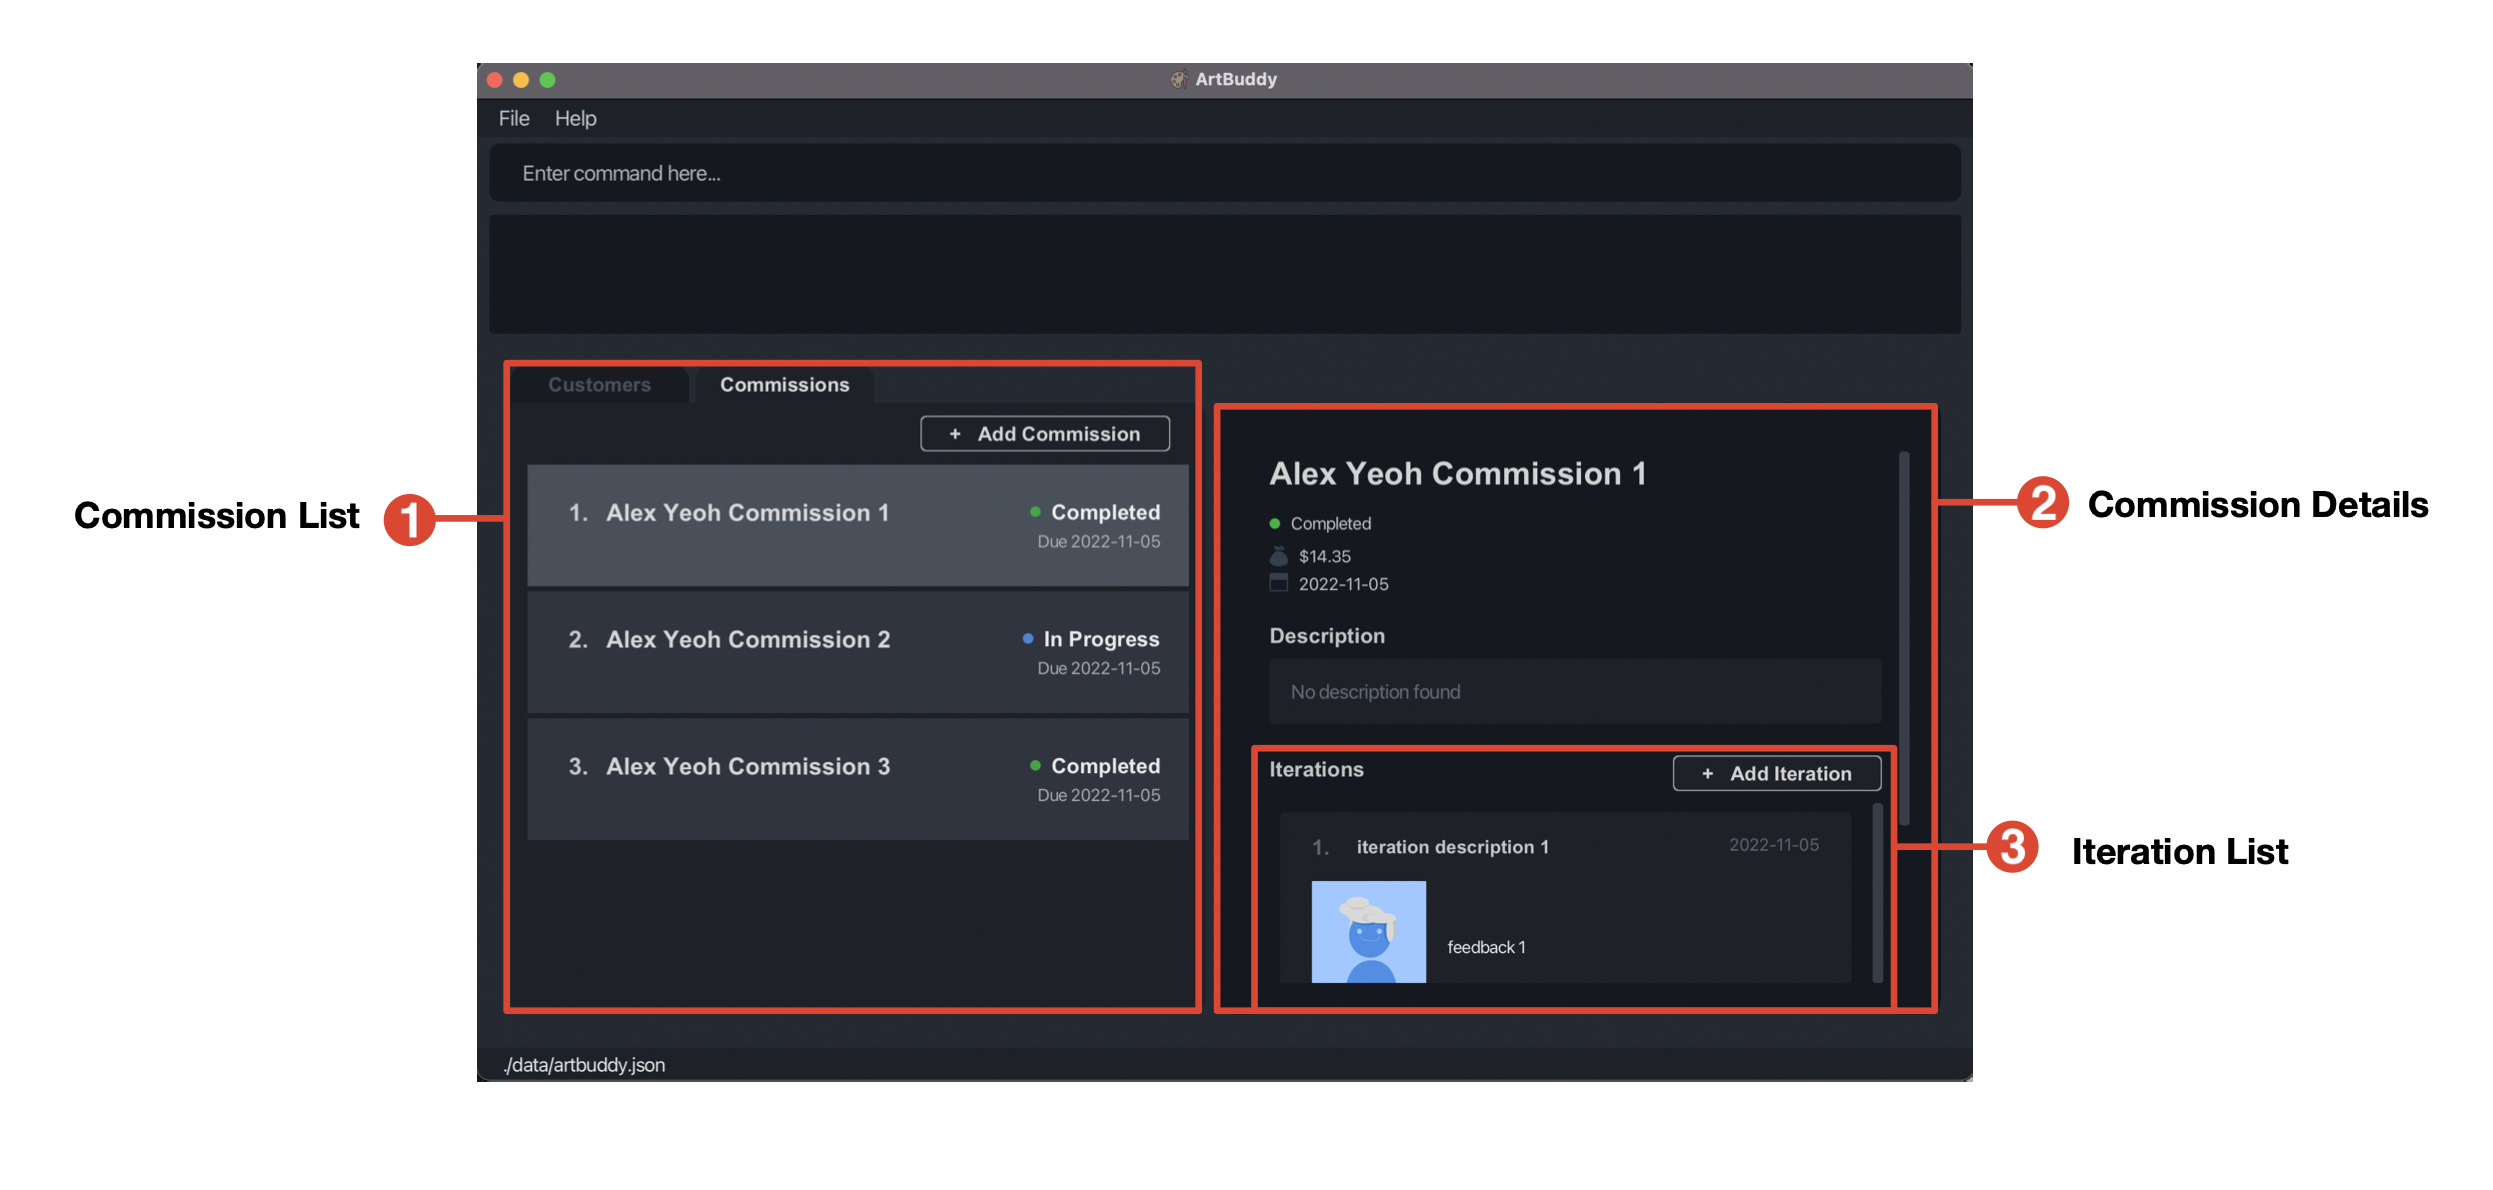 ArtBuddy
File Help
Enter command here...
Customers Commissions
+ Add Commission
1. Alex Yeoh Commission 1 Completed
Due 2022-11-05
2. Alex Yeoh Commission 2 In Progress
Due 2022-11-05
3. Alex Yeoh Commission 3 Completed
Due 2022-11-05
Alex Yeoh Commission 1
Completed
$14.35
2022-11-05
Description
No description found
Iterations + Add Iteration
1. iteration description 1 2022-11-05
feedback 1
./data/artbuddy.json
Commission List 1
2 Commission Details
3 Iteration List